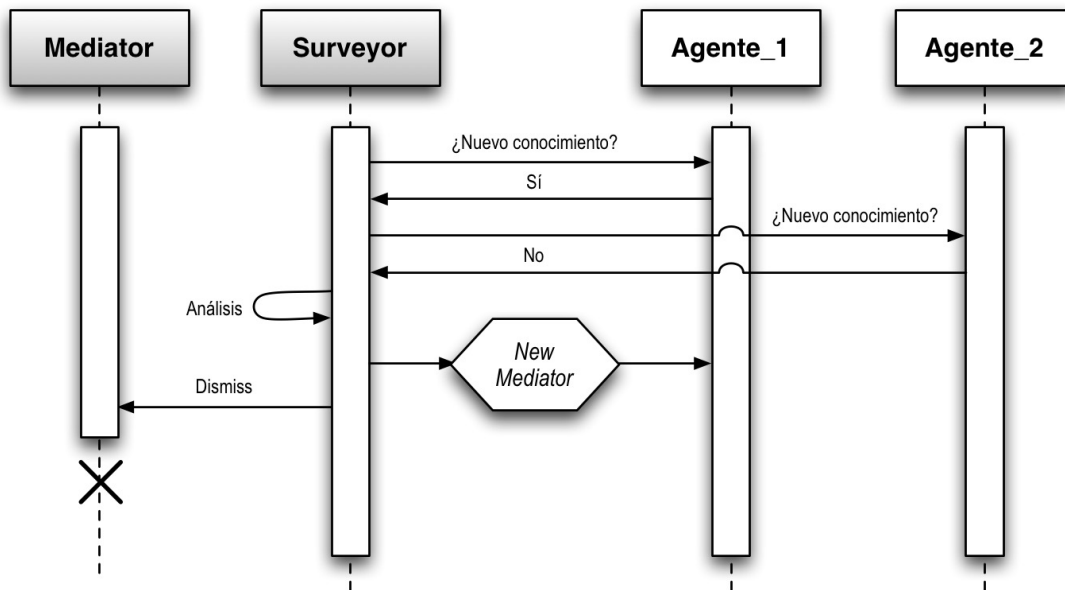 Mediator
Surveyor
Agente_1
Agente_2
¿Nuevo conocimiento?
Sí
¿Nuevo conocimiento?
No
Análisis
New
Mediator
Dismiss